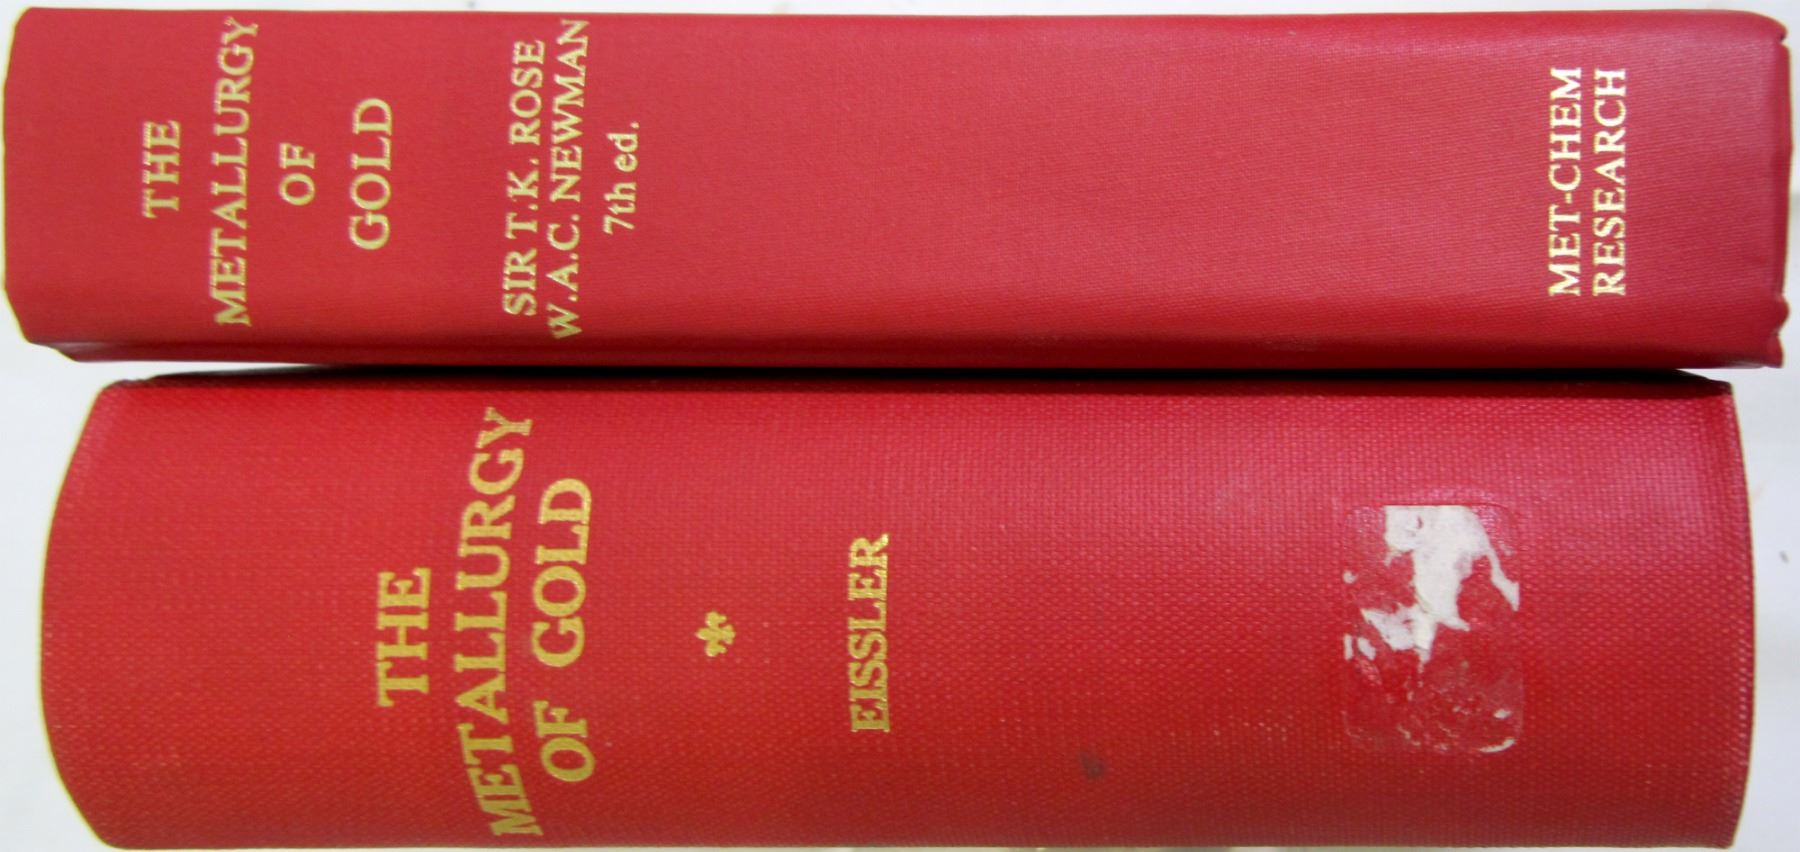 THE
METALLURGY
OF
GOLD
SIR T.K. ROSE
W.A.C. NEWMAN
7th ed.
MET-CHEM
RESEARCH
THE
METALLURGY
OF GOLD
EISSLER